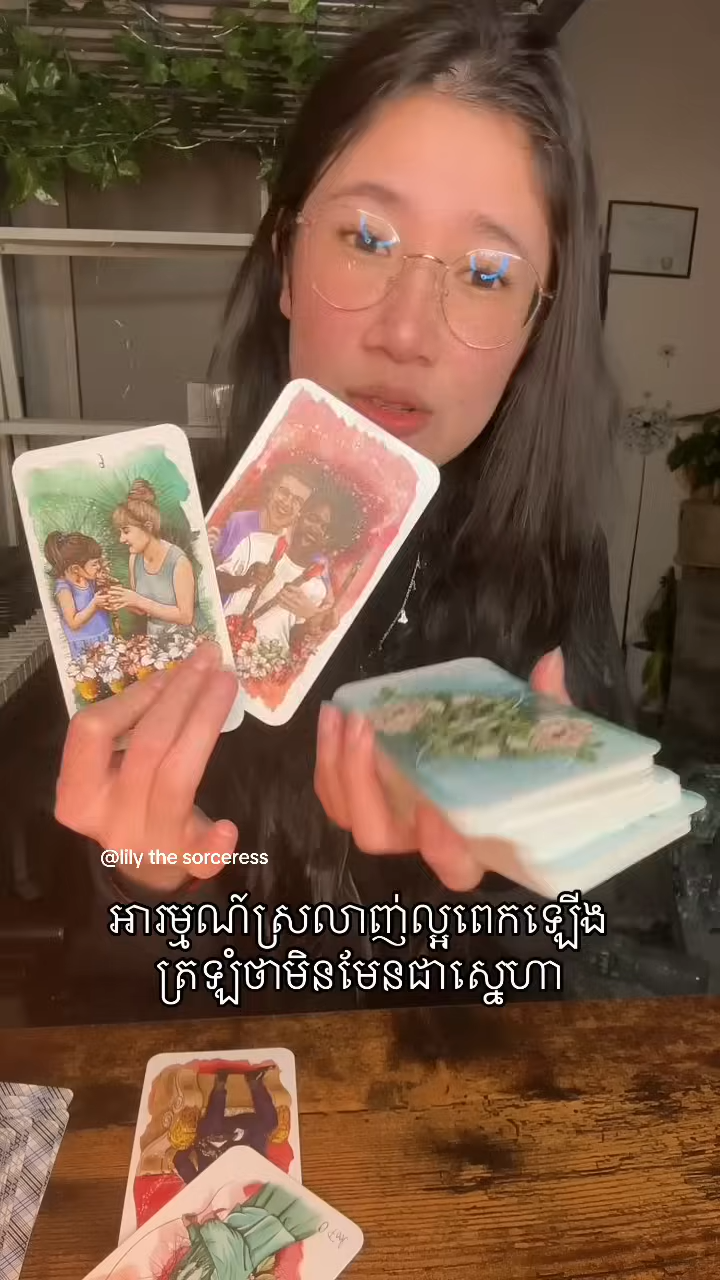 @lily the sorceress
អារម្មណ៍ស្រលាញ់ល្អពេកឡើង
ត្រឡំថាមិនមែនជាស្នេហា